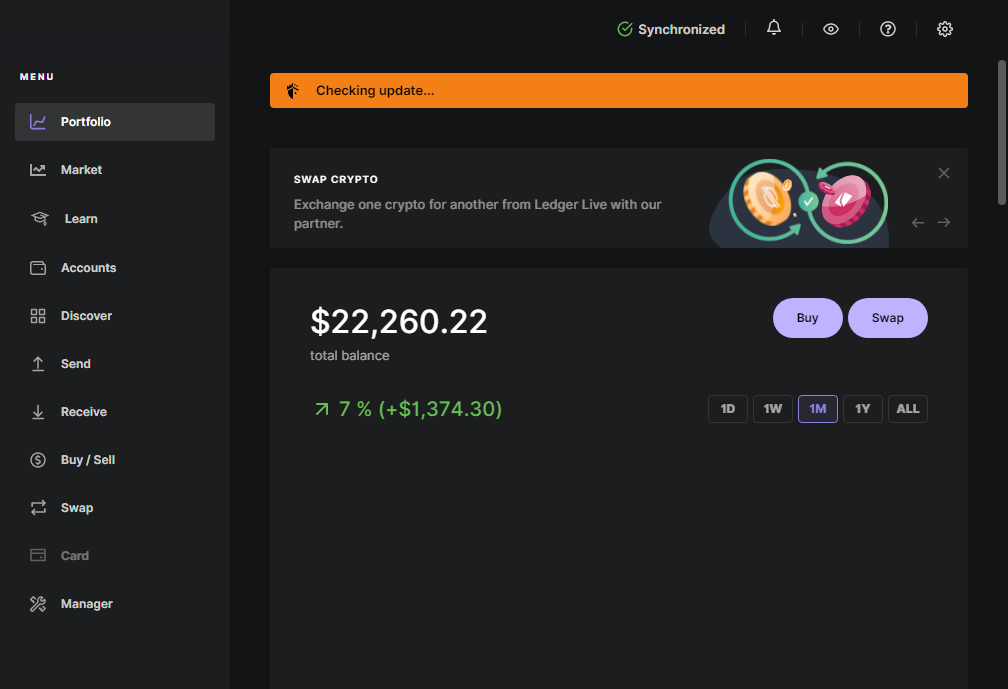 Synchronized
MENU
Portfolio
Market
Learn
Accounts
Discover
Send
Receive
Buy / Sell
Swap
Card
Manager
Checking update...
SWAP CRYPTO
Exchange one crypto for another from Ledger Live with our
partner.
$22,260.22
total balance
Buy
Swap
7 % (+$1,374.30)
1D
1W
1M
1Y
ALL